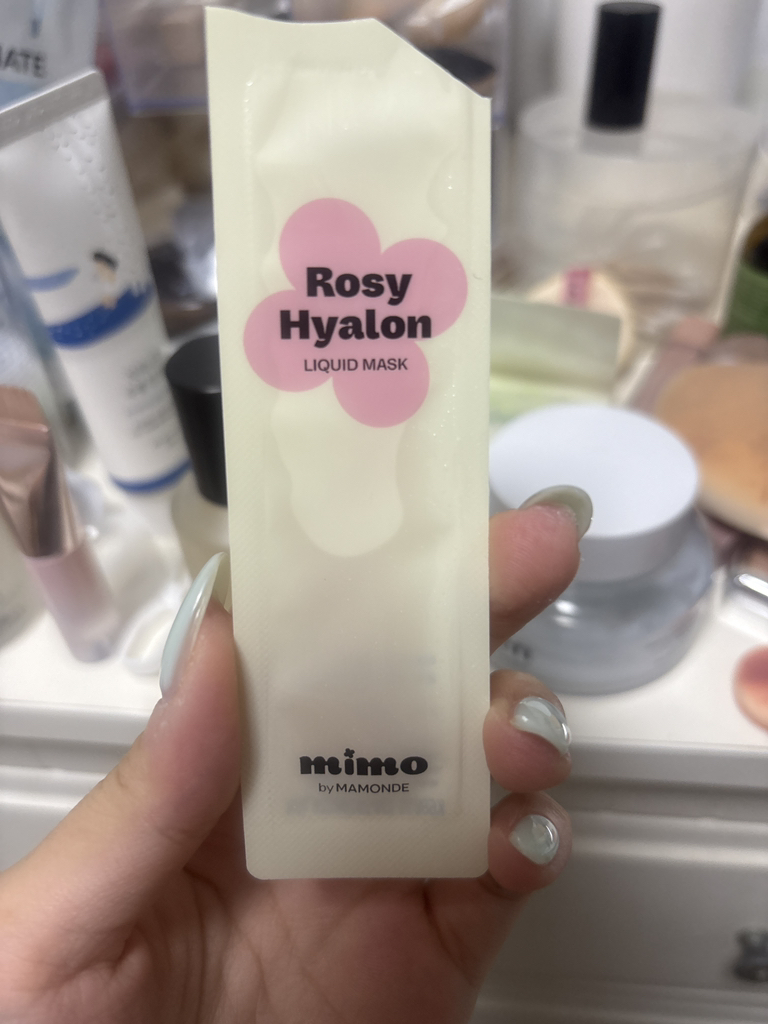 Rosy
Hyalon
LIQUID MASK
mimo
by MAMONDE